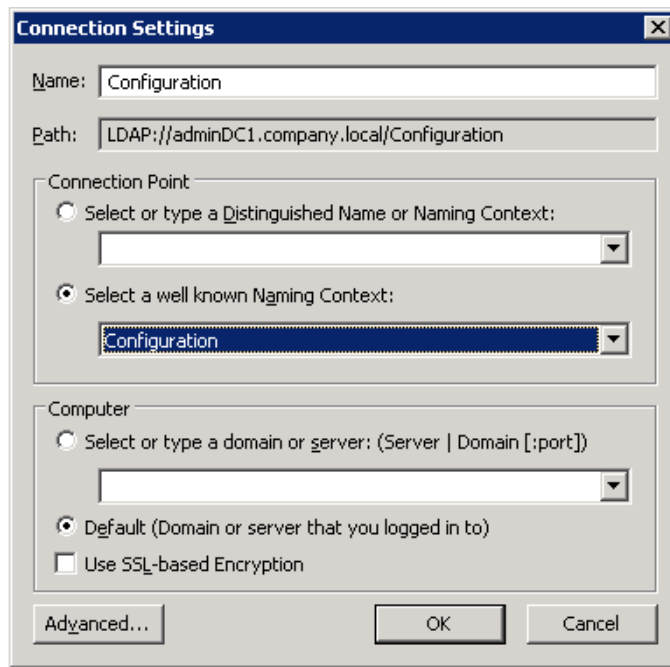 Connection Settings
Name: Configuration
Path: LDAP://adminDC1.company.local/Configuration
Connection Point
Select or type a Distinguished Name or Naming Context:
Select a well known Naming Context:
Configuration
Computer
Select or type a domain or server: (Server | Domain [:port])
Default (Domain or server that you logged in to)
Use SSL-based Encryption
Advanced... OK Cancel